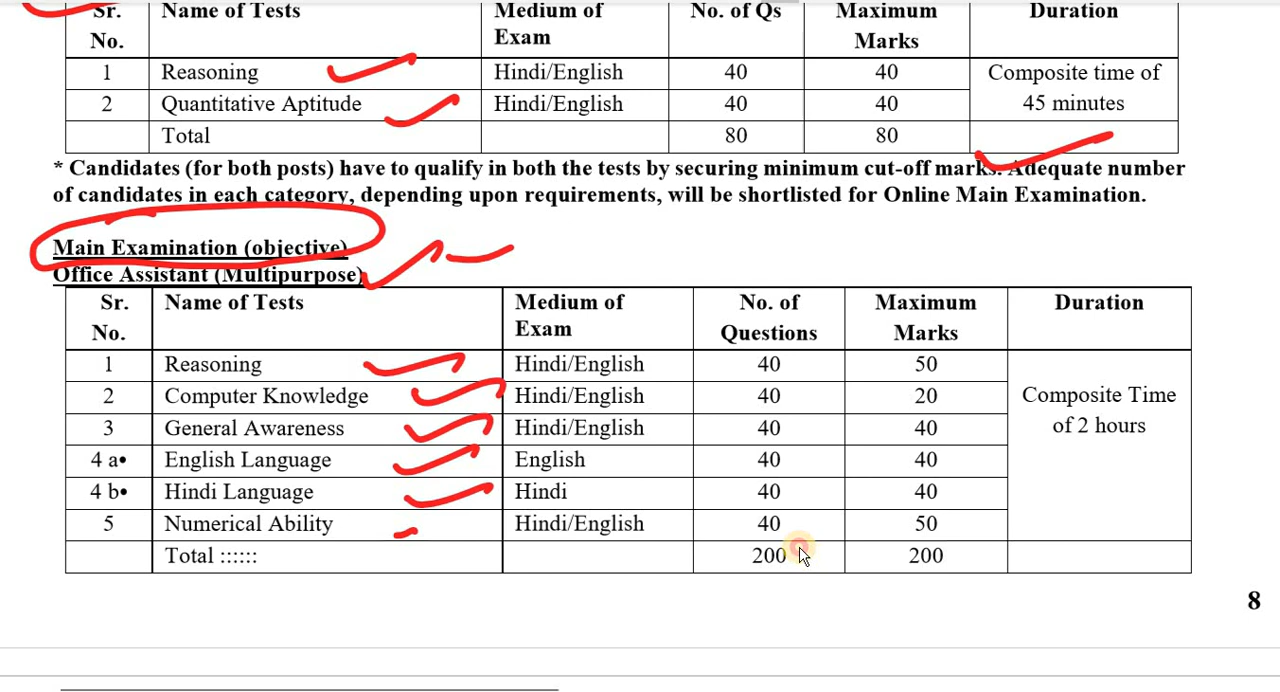 Sr. No. Name of Tests Medium of Exam No. of Qs Maximum Marks Duration
1 Reasoning Hindi/English 40 40 Composite time of 45 minutes
2 Quantitative Aptitude Hindi/English 40 40
Total 80 80
* Candidates (for both posts) have to qualify in both the tests by securing minimum cut-off marks. Adequate number
of candidates in each category, depending upon requirements, will be shortlisted for Online Main Examination.
Main Examination (objective)
Office Assistant (Multipurpose)
Sr. No. Name of Tests Medium of Exam No. of Questions Maximum Marks Duration
1 Reasoning Hindi/English 40 50 Composite Time of 2 hours
2 Computer Knowledge Hindi/English 40 20
3 General Awareness Hindi/English 40 40
4 a• English Language English 40 40
4 b• Hindi Language Hindi 40 40
5 Numerical Ability Hindi/English 40 50
Total :::::: 200 200
8